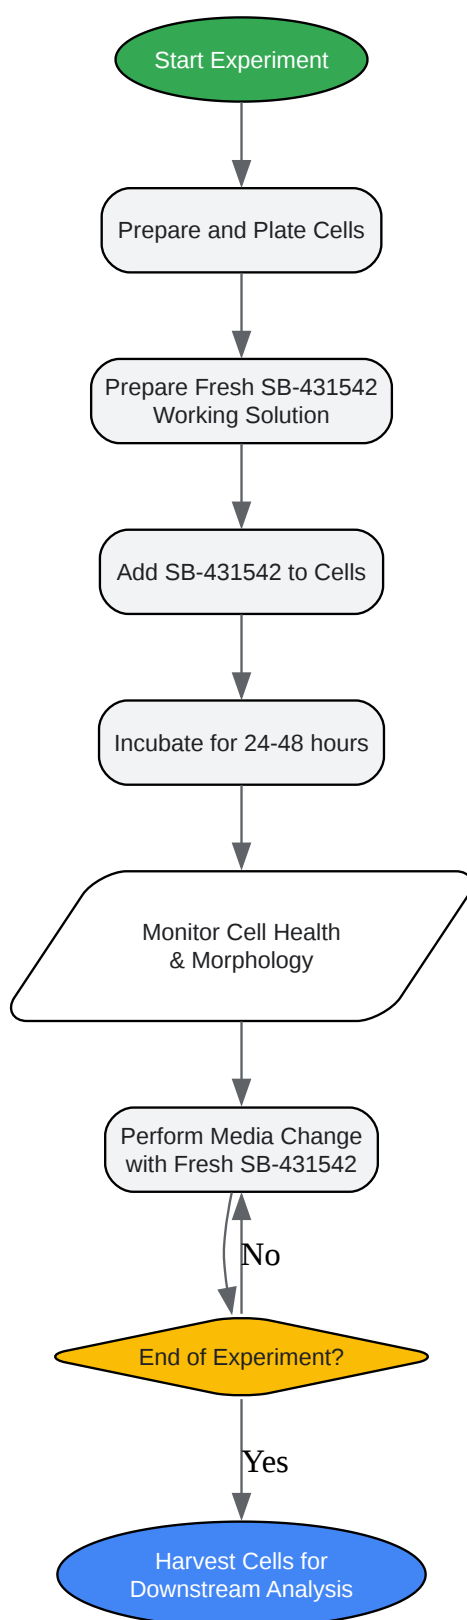 Start Experiment
Prepare and Plate Cells
Prepare Fresh SB-431542
Working Solution
Add SB-431542 to Cells
Incubate for 24-48 hours
Monitor Cell Health
& Morphology
Perform Media Change
with Fresh SB-431542
No
End of Experiment?
Yes
Harvest Cells for
Downstream Analysis